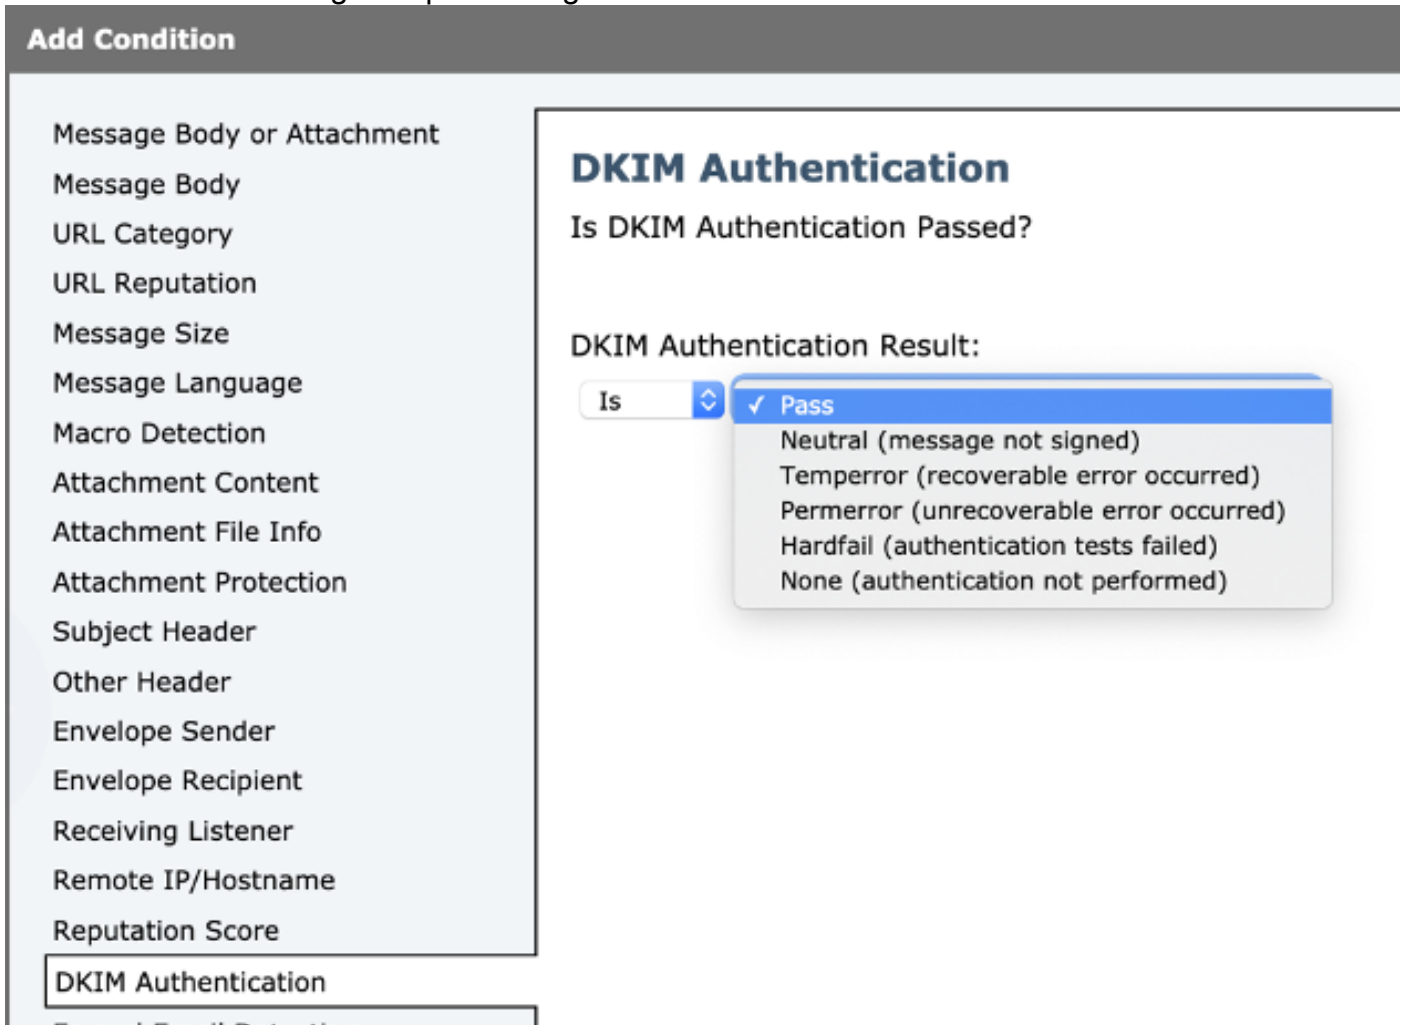 Add Condition
Message Body or Attachment
Message Body
URL Category
URL Reputation
Message Size
Message Language
Macro Detection
Attachment Content
Attachment File Info
Attachment Protection
Subject Header
Other Header
Envelope Sender
Envelope Recipient
Receiving Listener
Remote IP/Hostname
Reputation Score
DKIM Authentication
DKIM Authentication
Is DKIM Authentication Passed?
DKIM Authentication Result:
Is
✓ Pass
Neutral (message not signed)
Temperror (recoverable error occurred)
Permerror (unrecoverable error occurred)
Hardfail (authentication tests failed)
None (authentication not performed)